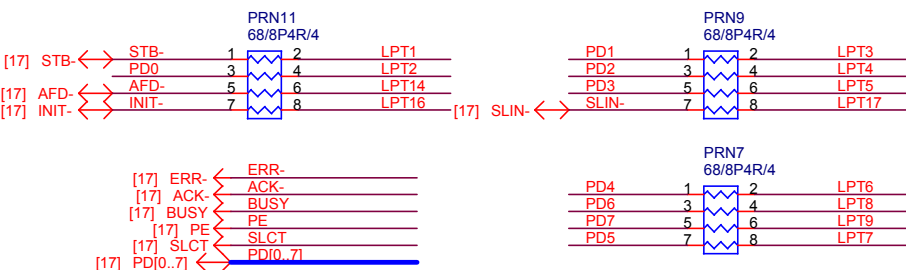 PRN11
68/8P4R/4
[17] STB- STB- 1 2 LPT1
PD0 3 4 LPT2
[17] AFD- AFD- 5 6 LPT14
[17] INIT- INIT- 7 8 LPT16
PRN9
68/8P4R/4
PD1 1 2 LPT3
PD2 3 4 LPT4
PD3 5 6 LPT5
[17] SLIN- SLIN- 7 8 LPT17
[17] ERR- ERR-
[17] ACK- ACK-
[17] BUSY BUSY
[17] PE PE
[17] SLCT SLCT
[17] PD[0..7] PD[0..7]
PRN7
68/8P4R/4
PD4 1 2 LPT6
PD6 3 4 LPT8
PD7 5 6 LPT9
PD5 7 8 LPT7